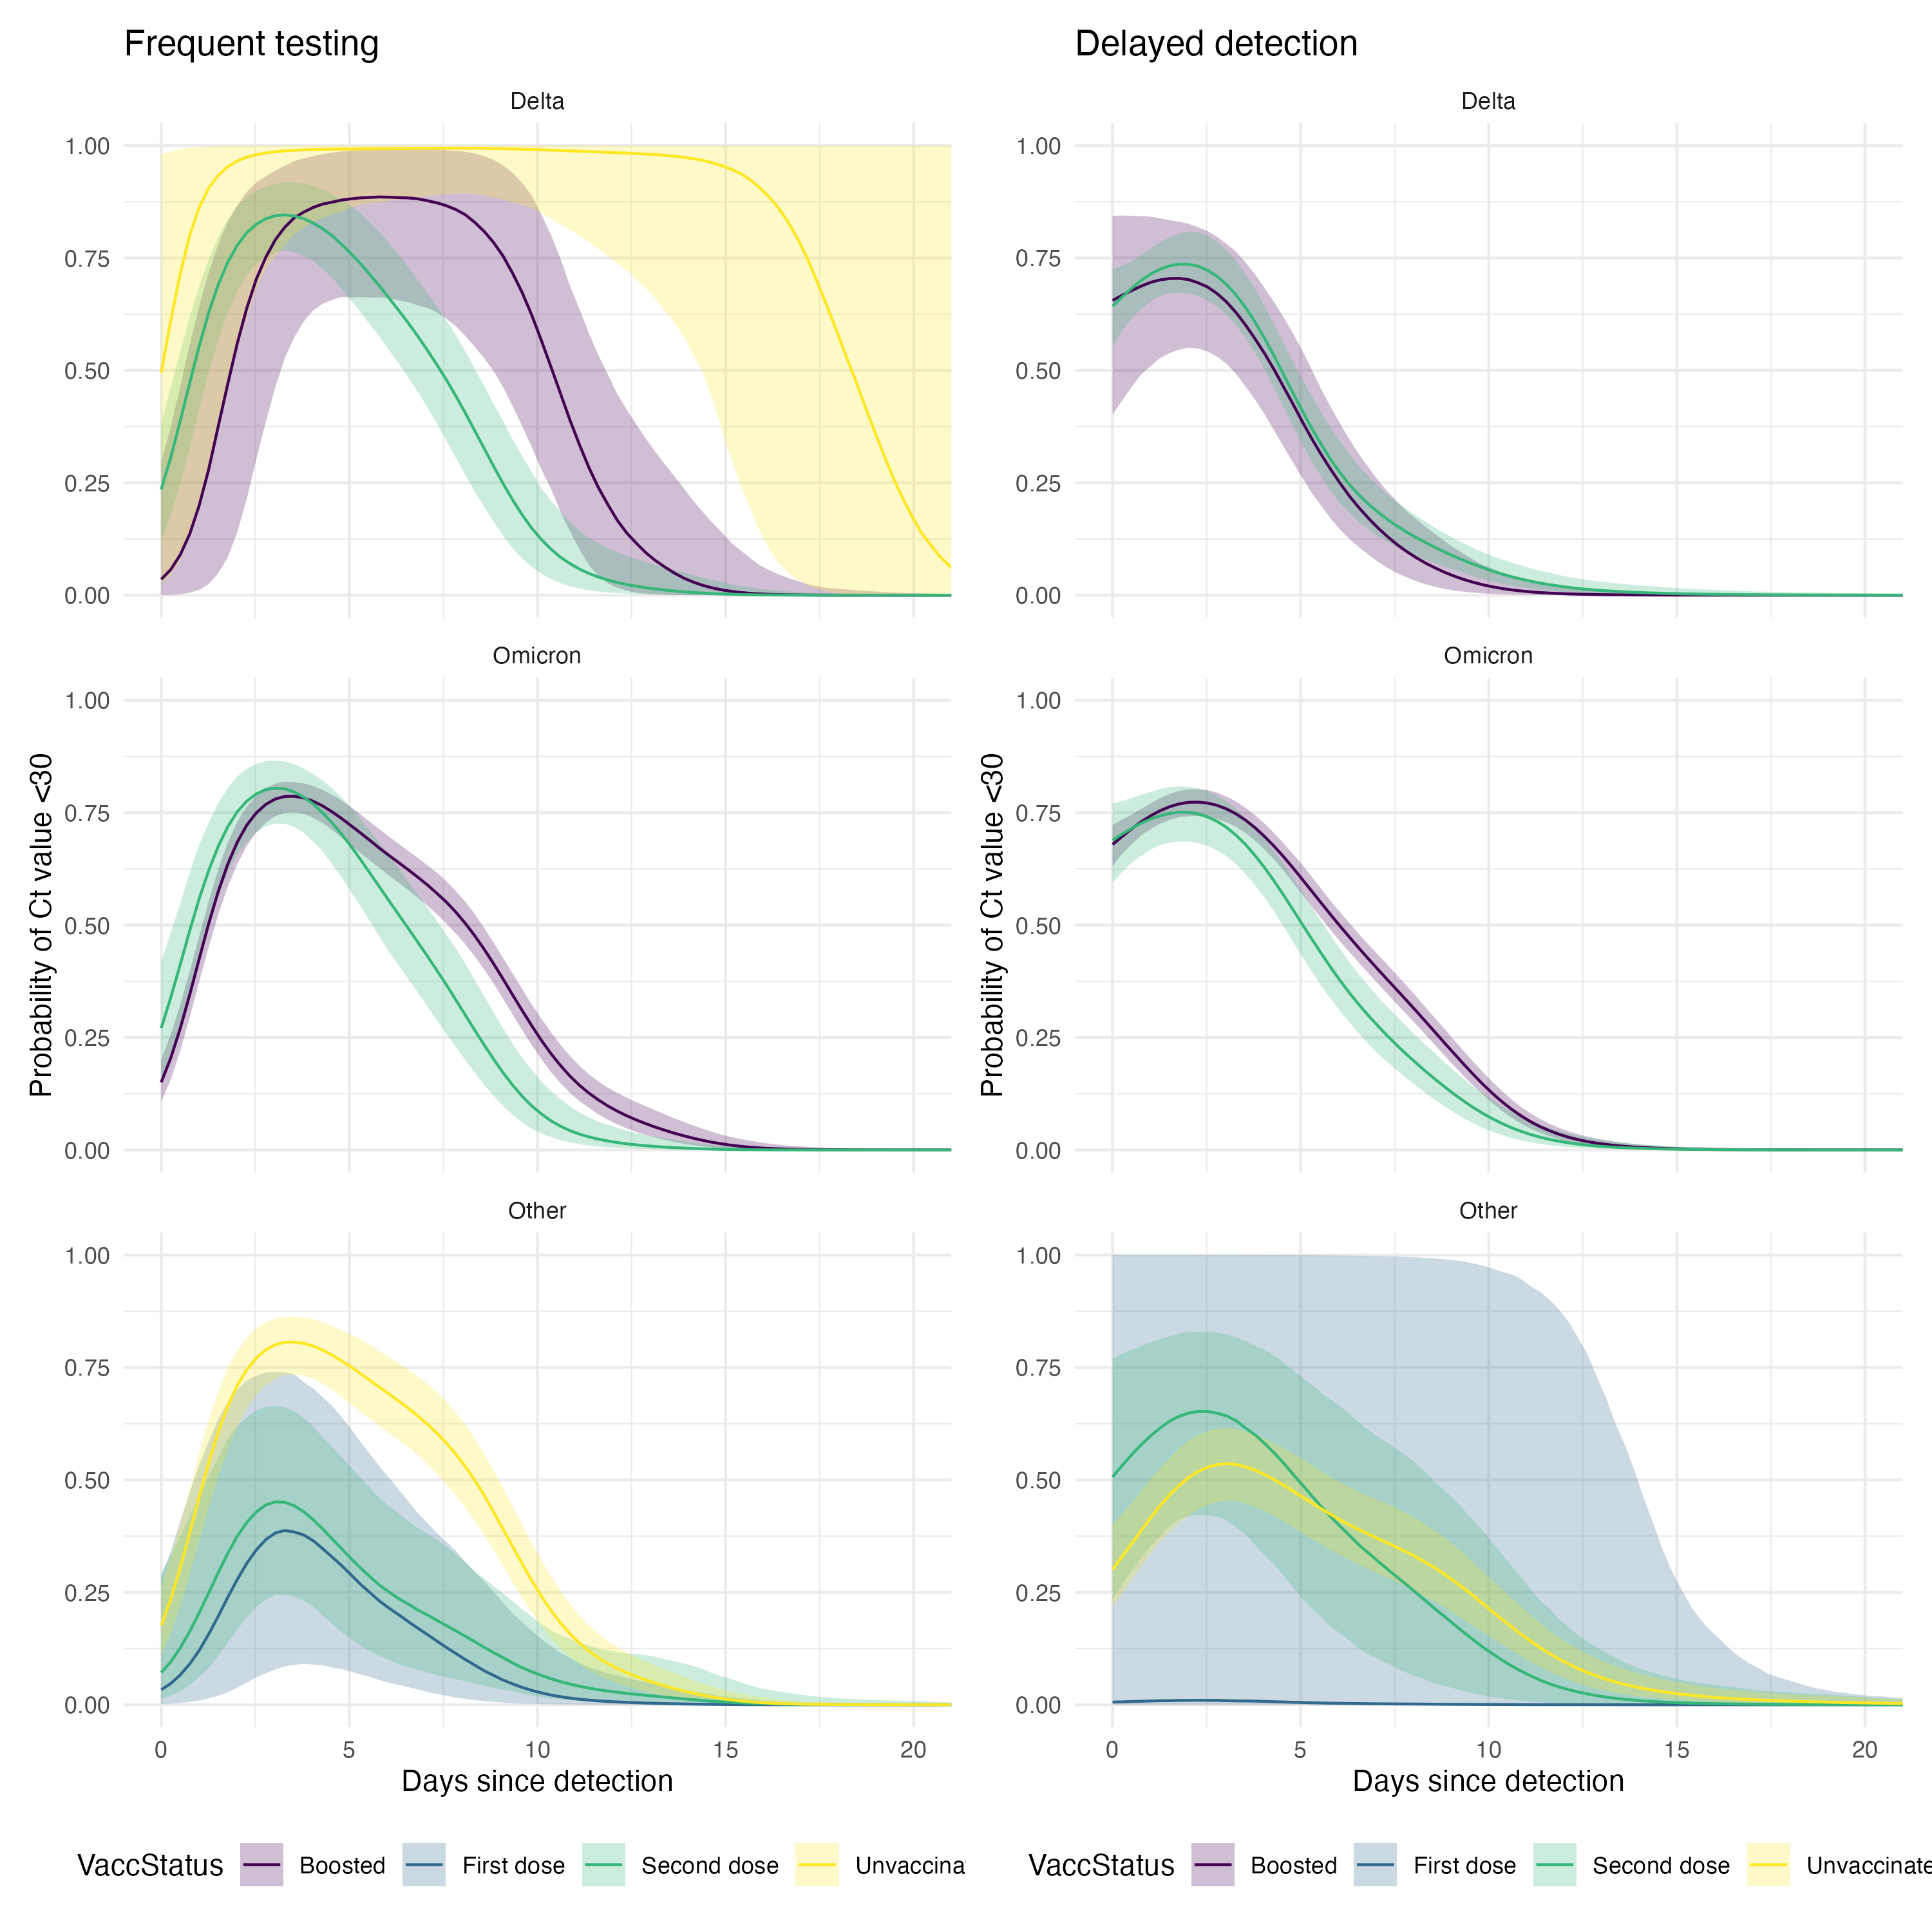 Frequent testing
Delta
1.00
0.75
0.50
0.25
0.00
Omicron
1.00
0.75
0.50
0.25
0.00
Other
1.00
0.75
0.50
0.25
0.00
Probability of Ct value <30
0 5 10 15 20
Days since detection
VaccStatus Boosted First dose Second dose Unvaccina
Delayed detection
Delta
1.00
0.75
0.50
0.25
0.00
Omicron
1.00
0.75
0.50
0.25
0.00
Other
1.00
0.75
0.50
0.25
0.00
Probability of Ct value <30
0 5 10 15 20
Days since detection
VaccStatus Boosted First dose Second dose Unvaccinate